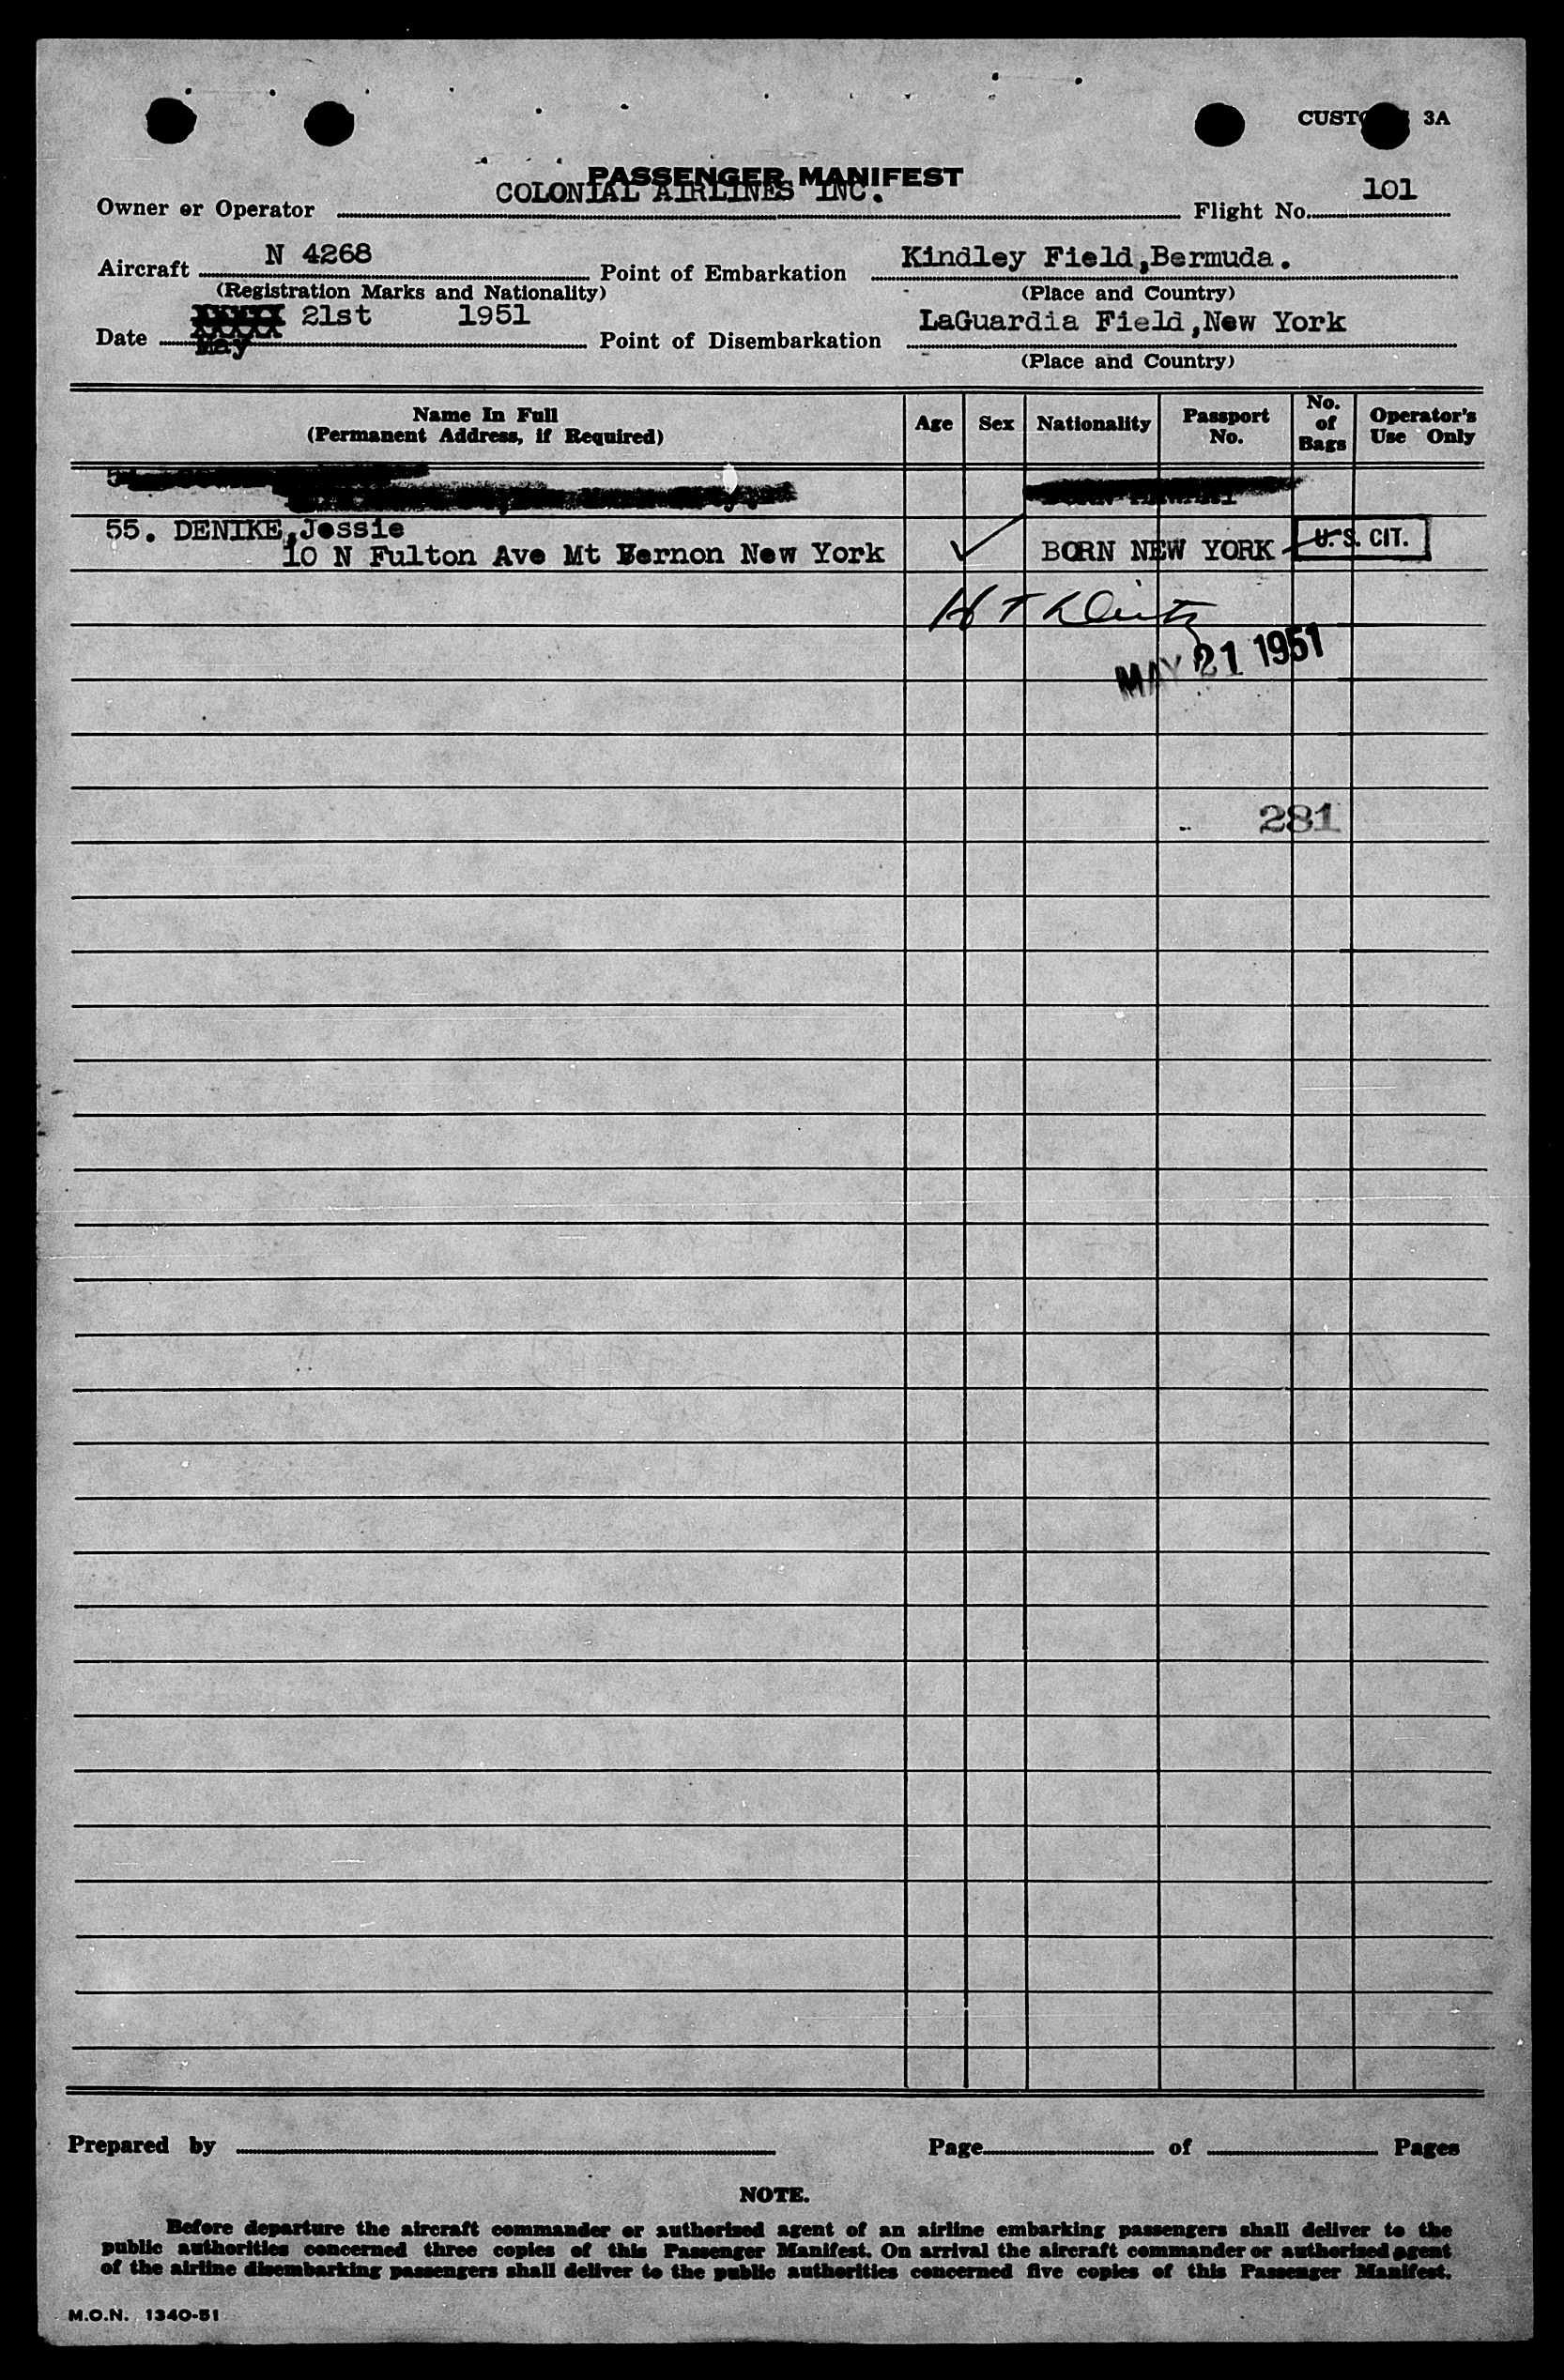 CUSTO 3A
PASSENGER MANIFEST
Owner or Operator COLONIAL AIRLINES INC. Flight No. 101
Aircraft N 4268 Point of Embarkation Kindley Field,Bermuda.
(Registration Marks and Nationality) (Place and Country)
Date May 21st 1951 Point of Disembarkation LaGuardia Field,New York
(Place and Country)
Name In Full
(Permanent Address, if Required)
Age Sex Nationality Passport No. No. of Bags Operator's Use Only
55. DENIKE,Jessie
10 N Fulton Ave Mt Vernon New York BORN NEW YORK U.S. CIT.
MAY 21 1951
281
Prepared by Page of Pages
NOTE.
Before departure the aircraft commander or authorised agent of an airline embarking passengers shall deliver to the
public authorities concerned three copies of this Passenger Manifest. On arrival the aircraft commander or authorised agent
of the airline disembarking passengers shall deliver to the public authorities concerned five copies of this Passenger Manifest.
M.O.N. 1340-51